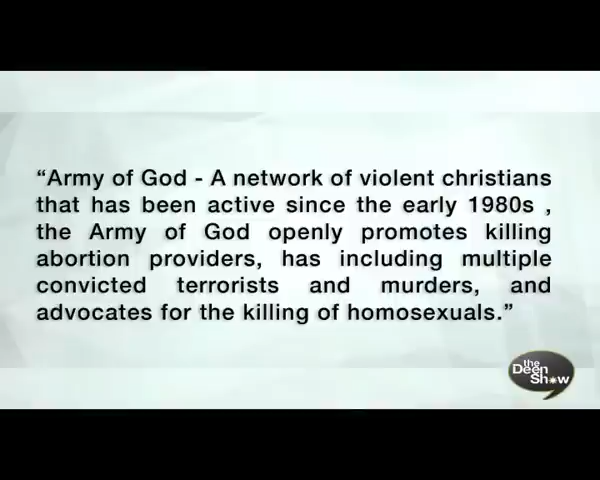 “Army of God - A network of violent christians
that has been active since the early 1980s ,
the Army of God openly promotes killing
abortion providers, has including multiple
convicted terrorists and murders, and
advocates for the killing of homosexuals.”
the
Deen
Show